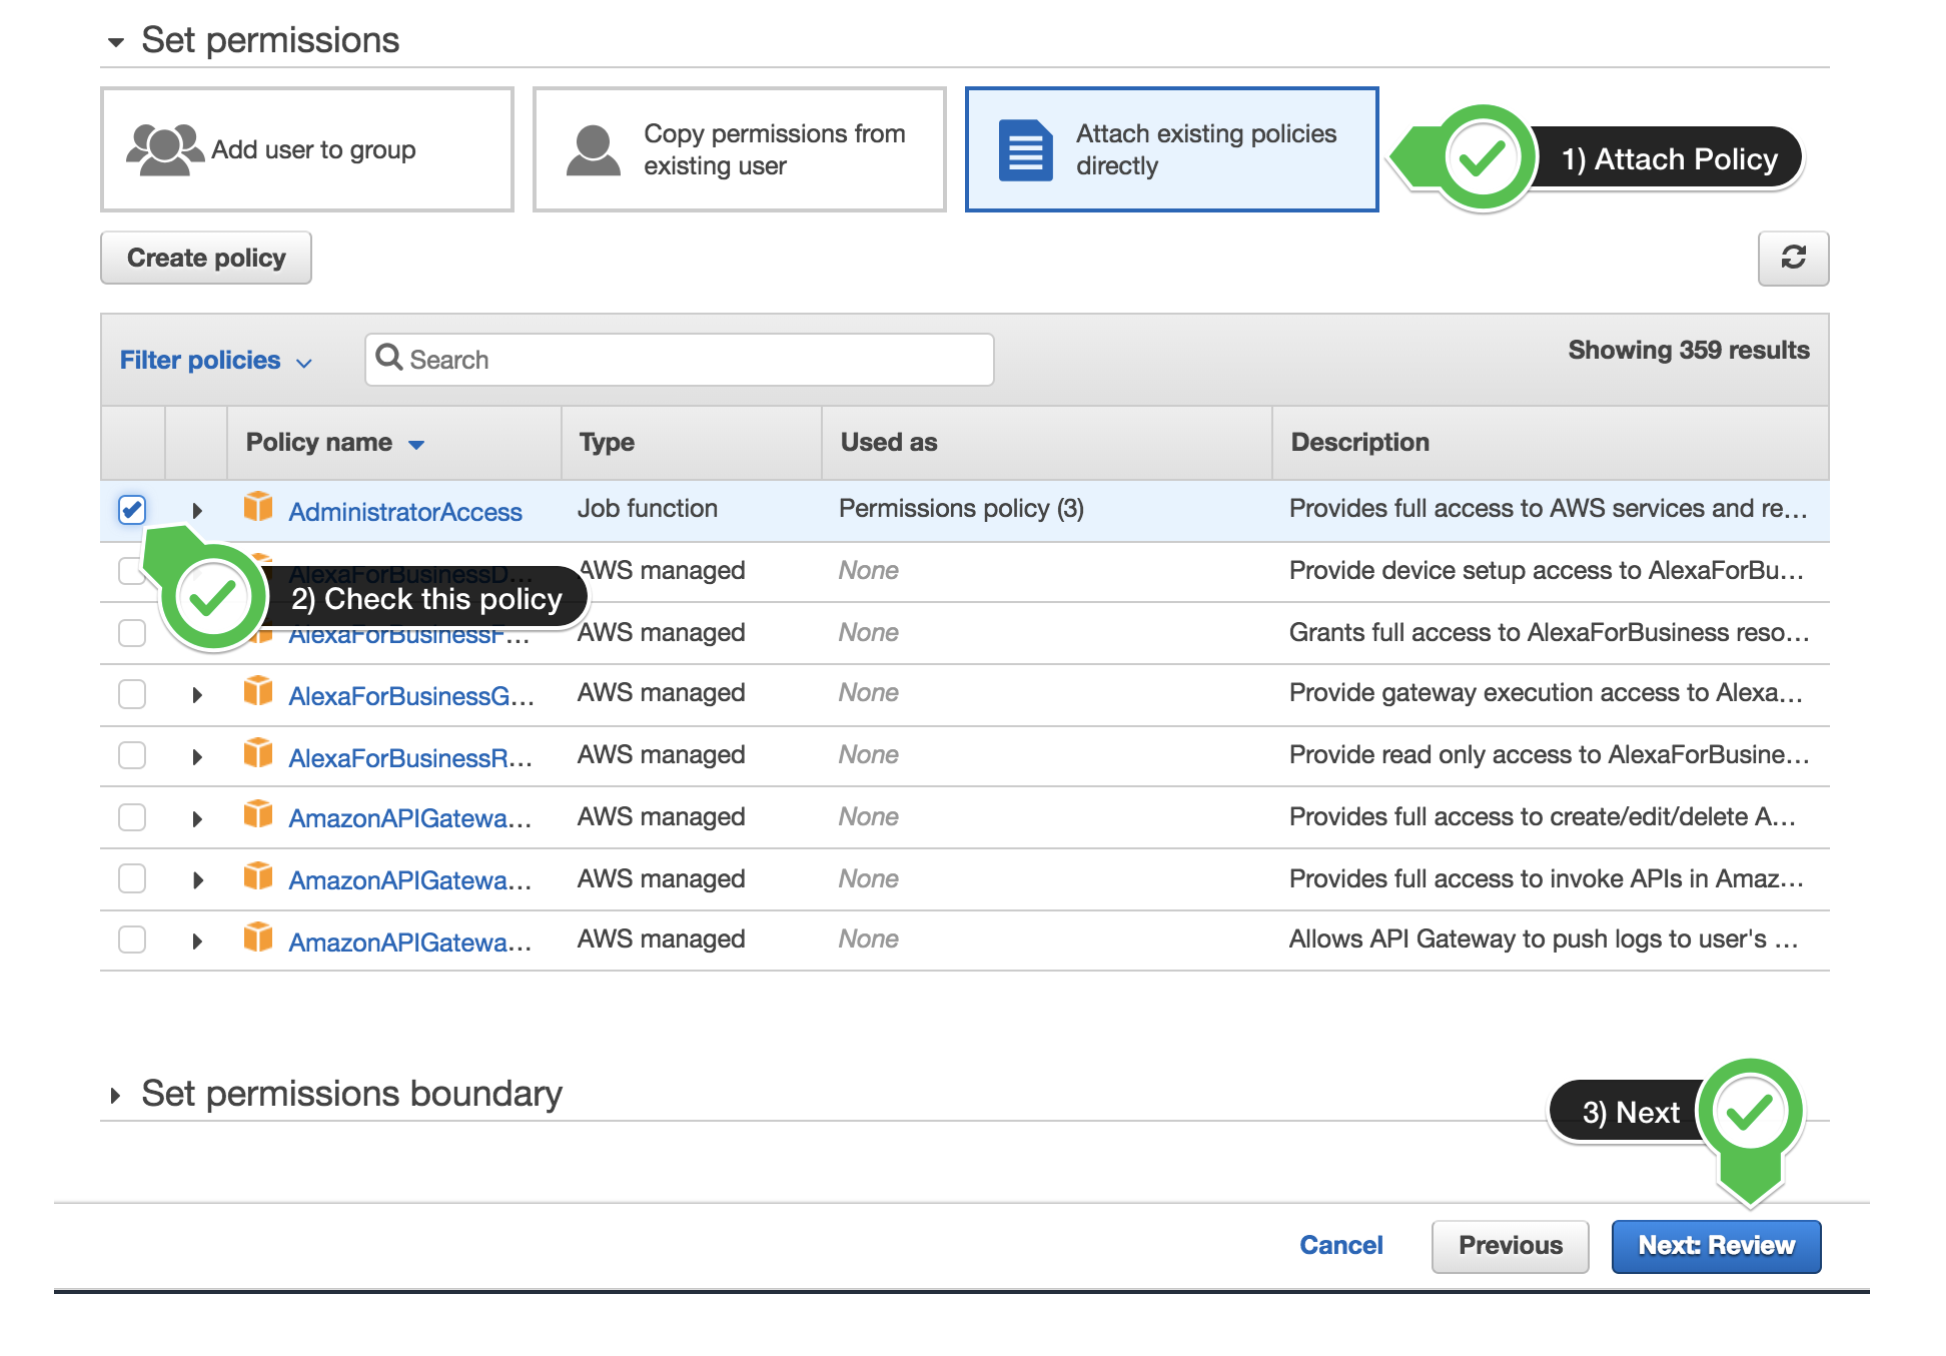 Set permissions
Add user to group
Copy permissions from
existing user
Attach existing policies
directly
1) Attach Policy
Create policy
Filter policies
Search
Showing 359 results
Policy name Type Used as Description
AdministratorAccess Job function Permissions policy (3) Provides full access to AWS services and re...
AlexaForBusinessD... AWS managed None Provide device setup access to AlexaForBu...
2) Check this policy
AlexaForBusinessF... AWS managed None Grants full access to AlexaForBusiness reso...
AlexaForBusinessG... AWS managed None Provide gateway execution access to Alexa...
AlexaForBusinessR... AWS managed None Provide read only access to AlexaForBusine...
AmazonAPIGatewa... AWS managed None Provides full access to create/edit/delete A...
AmazonAPIGatewa... AWS managed None Provides full access to invoke APIs in Amaz...
AmazonAPIGatewa... AWS managed None Allows API Gateway to push logs to user's ...
Set permissions boundary
3) Next
Cancel
Previous
Next: Review